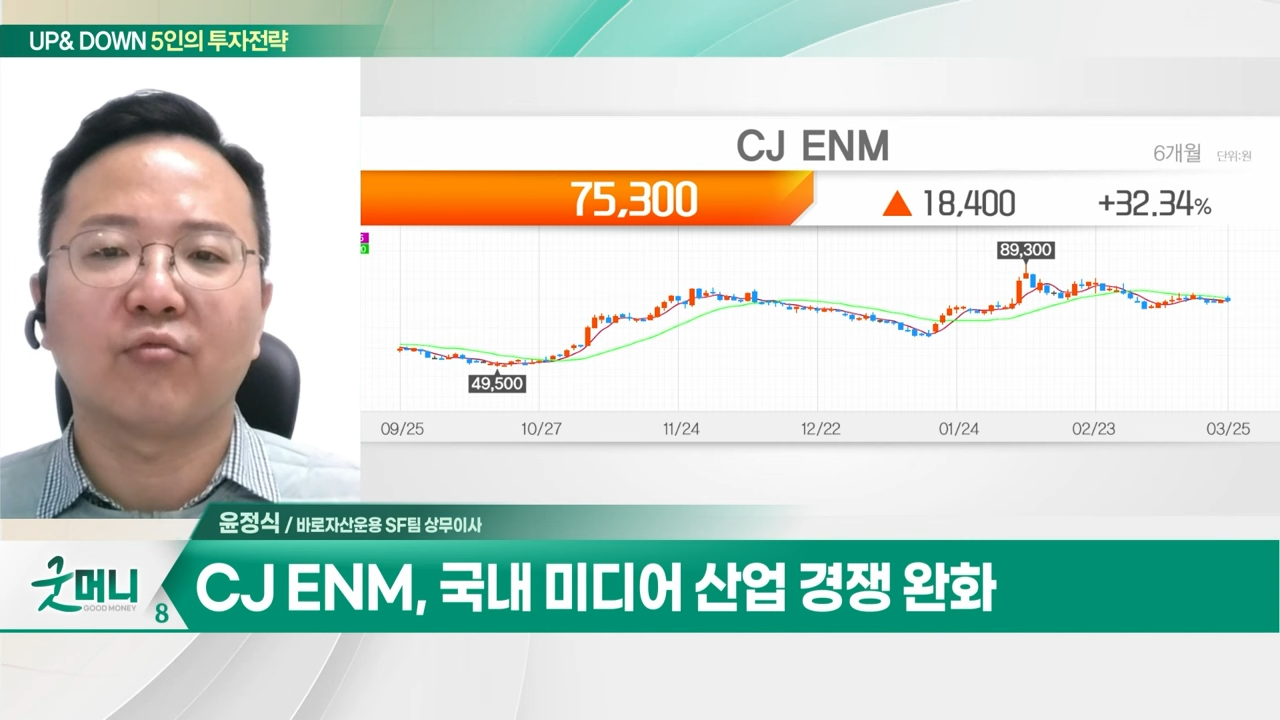 UP& DOWN 5인의 투자전략
CJ ENM
6개월 단위:원
75,300 ▲ 18,400 +32.34%
89,300
49,500
09/25 10/27 11/24 12/22 01/24 02/23 03/25
윤정식 / 바로자산운용 SF팀 상무이사
굿머니
GOOD MONEY
8
CJ ENM, 국내 미디어 산업 경쟁 완화